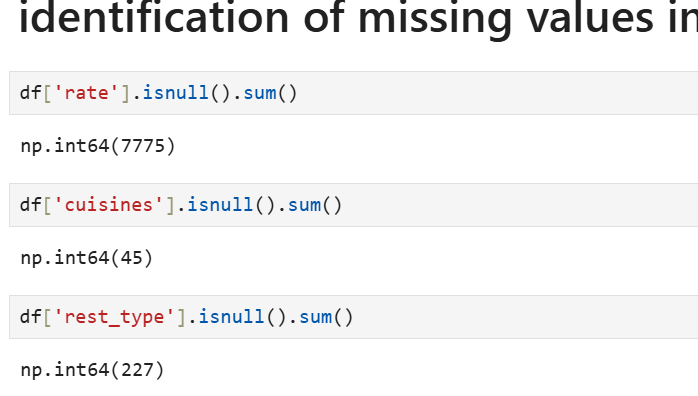 identification of missing values in
df['rate'].isnull().sum()
np.int64(7775)
df['cuisines'].isnull().sum()
np.int64(45)
df['rest_type'].isnull().sum()
np.int64(227)